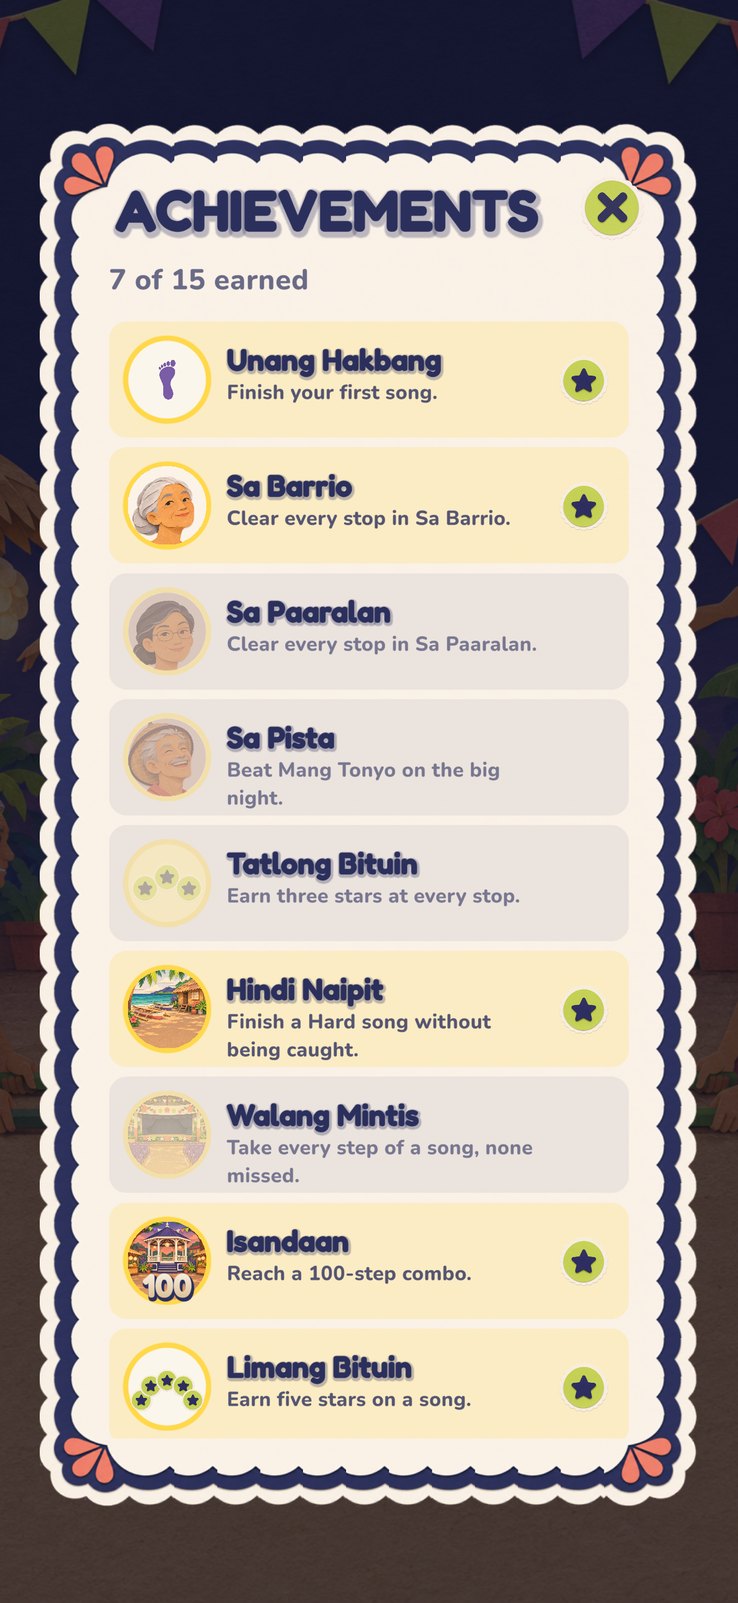 ACHIEVEMENTS
7 of 15 earned
Unang Hakbang
Finish your first song.
Sa Barrio
Clear every stop in Sa Barrio.
Sa Paaralan
Clear every stop in Sa Paaralan.
Sa Pista
Beat Mang Tonyo on the big
night.
Tatlong Bituin
Earn three stars at every stop.
Hindi Naipit
Finish a Hard song without
being caught.
Walang Mintis
Take every step of a song, none
missed.
Isandaan
Reach a 100-step combo.
100
Limang Bituin
Earn five stars on a song.